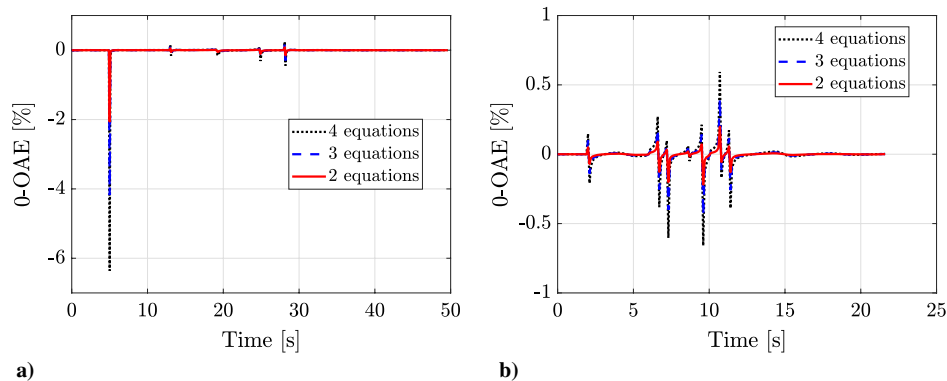 0
-2
-4
-6
0-OAE [%]
4 equations
3 equations
2 equations
0 10 20 30 40 50
Time [s]
a)
1
0.5
0
-0.5
-1
0-OAE [%]
4 equations
3 equations
2 equations
0 5 10 15 20 25
Time [s]
b)